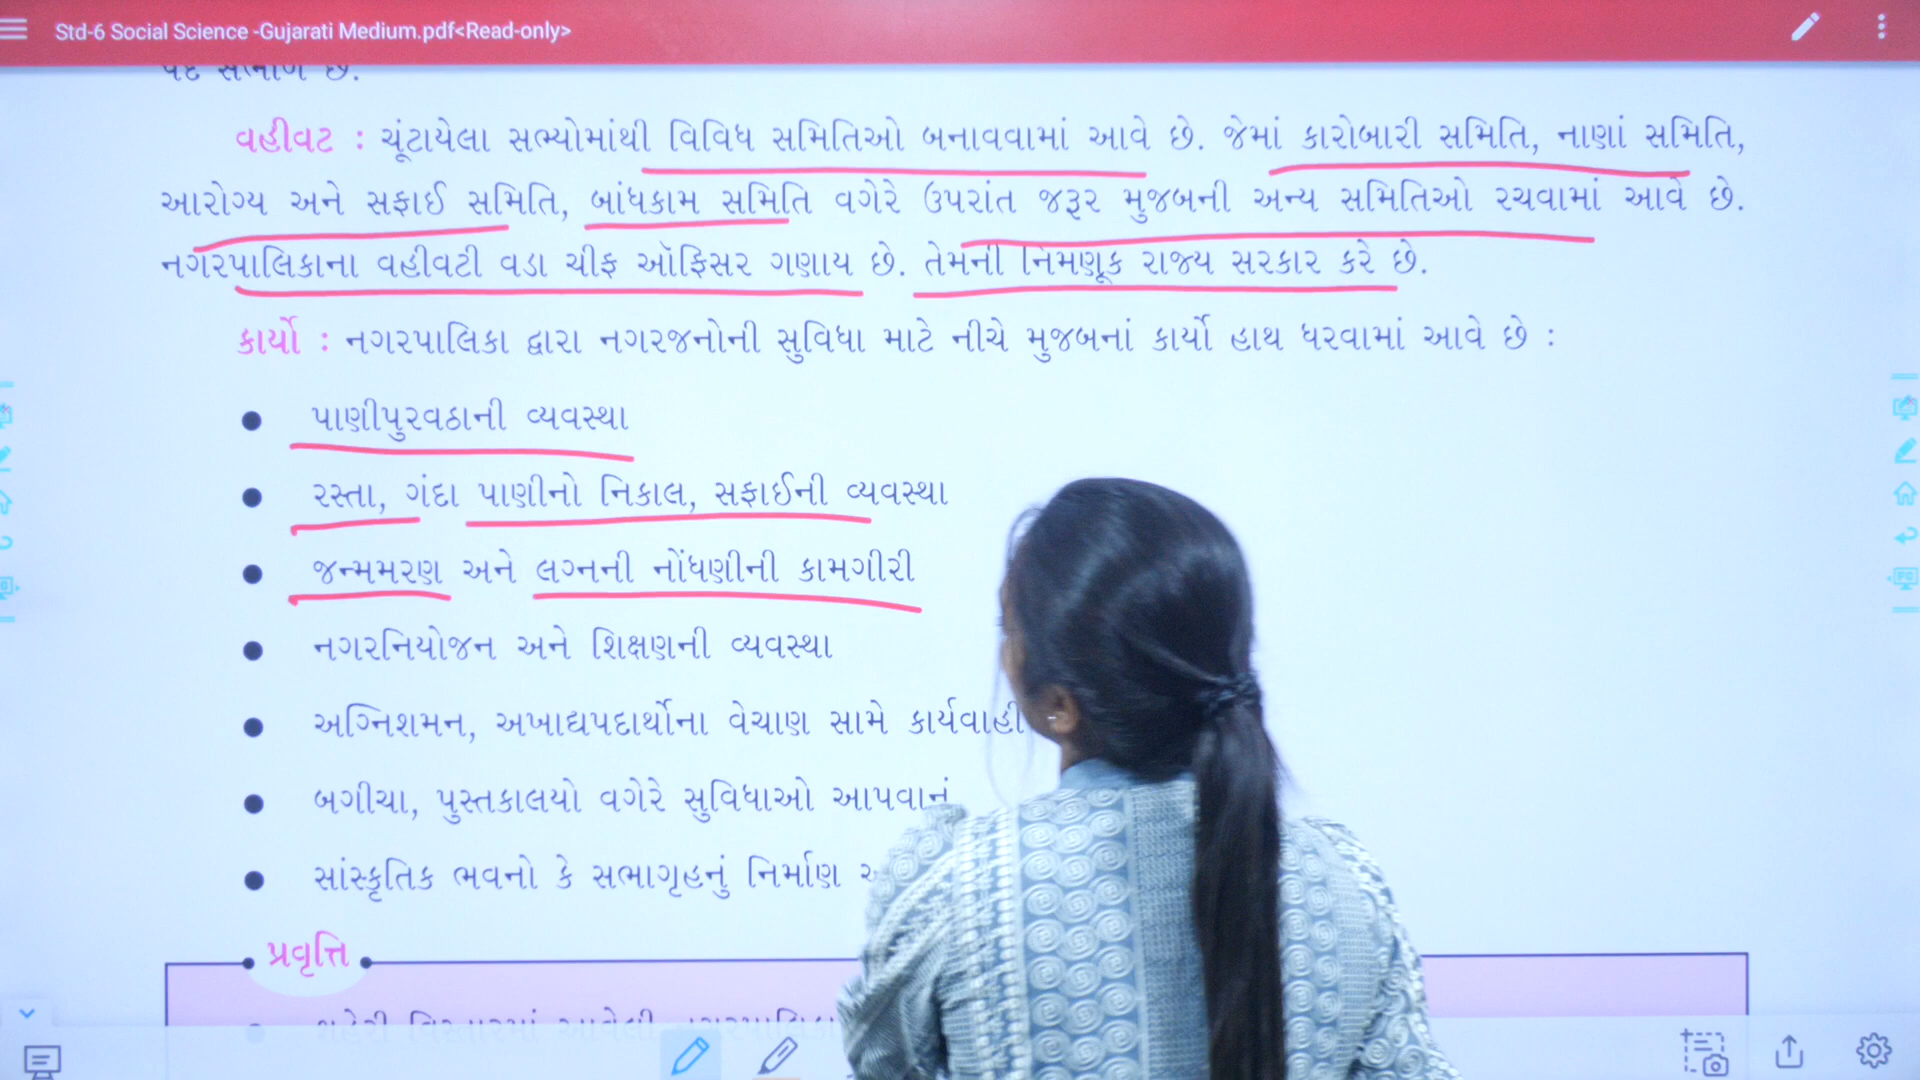 Std-6 Social Science -Gujarati Medium.pdf<Read-only>
વહીવટ : ચૂંટાયેલા સભ્યોમાંથી વિવિધ સમિતિઓ બનાવવામાં આવે છે. જેમાં કારોબારી સમિતિ, નાણાં સમિતિ,
આરોગ્ય અને સફાઈ સમિતિ, બાંધકામ સમિતિ વગેરે ઉપરાંત જરૂર મુજબની અન્ય સમિતિઓ રચવામાં આવે છે.
નગરપાલિકાના વહીવટી વડા ચીફ ઑફિસર ગણાય છે. તેમની નિમણૂક રાજ્ય સરકાર કરે છે.
કાર્યો : નગરપાલિકા દ્વારા નગરજનોની સુવિધા માટે નીચે મુજબનાં કાર્યો હાથ ધરવામાં આવે છે :
● પાણીપુરવઠાની વ્યવસ્થા
● રસ્તા, ગંદા પાણીનો નિકાલ, સફાઈની વ્યવસ્થા
● જન્મમરણ અને લગ્નની નોંધણીની કામગીરી
● નગરનિયોજન અને શિક્ષણની વ્યવસ્થા
● અગ્નિશમન, અખાદ્યપદાર્થોના વેચાણ સામે કાર્યવાહી
● બગીચા, પુસ્તકાલયો વગેરે સુવિધાઓ આપવાનું
● સાંસ્કૃતિક ભવનો કે સભાગૃહનું નિર્માણ
પ્રવૃત્તિ